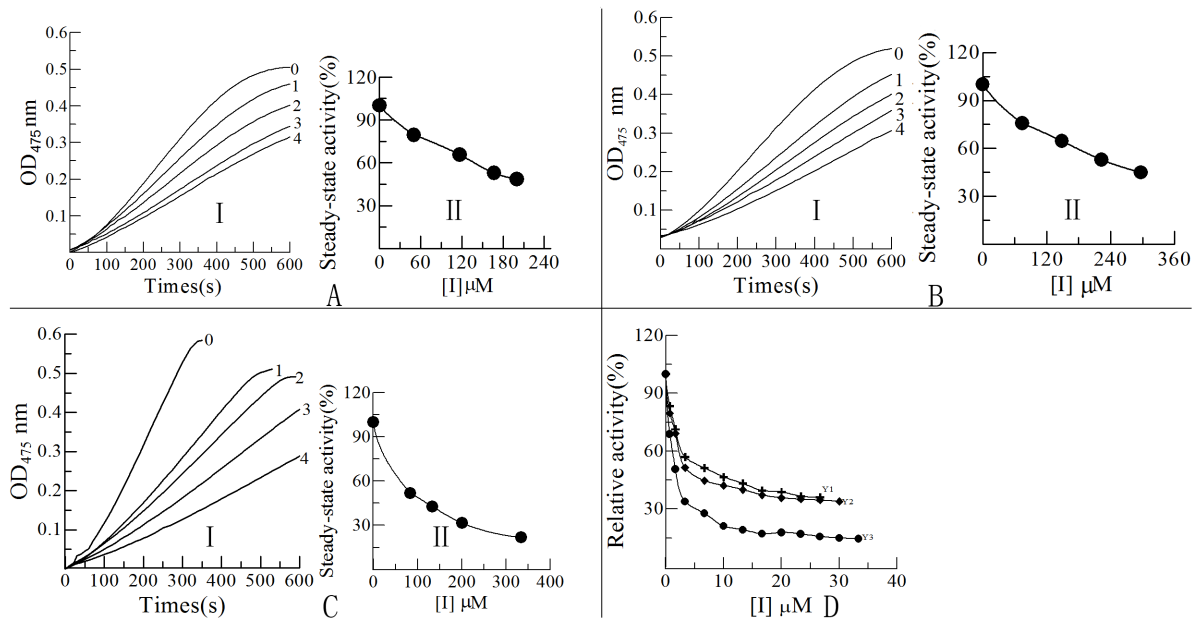 OD475 nm
0.6
0.5
0.4
0.3
0.2
0.1
0
1
2
3
4
I
0 100 200 300 400 500 600
Times(s)
Steady-state activity(%)
120
90
60
30
II
0 60 120 180 240
[I] μM
A
OD475 nm
0.6
0.5
0.4
0.3
0.2
0.1
0
1
2
3
4
I
0 100 200 300 400 500 600
Times(s)
Steady-state activity(%)
120
90
60
30
II
0 120 240 360
[I] μM
B
OD475 nm
0.6
0.5
0.4
0.3
0.2
0.1
0
1
2
3
4
I
0 100 200 300 400 500 600
Times(s)
Steady-state activity(%)
120
90
60
30
II
0 100 200 300 400
[I] μM
C
Relative activity(%)
120
90
60
30
Y1
Y2
Y3
0 10 20 30 40
[I] μM
D